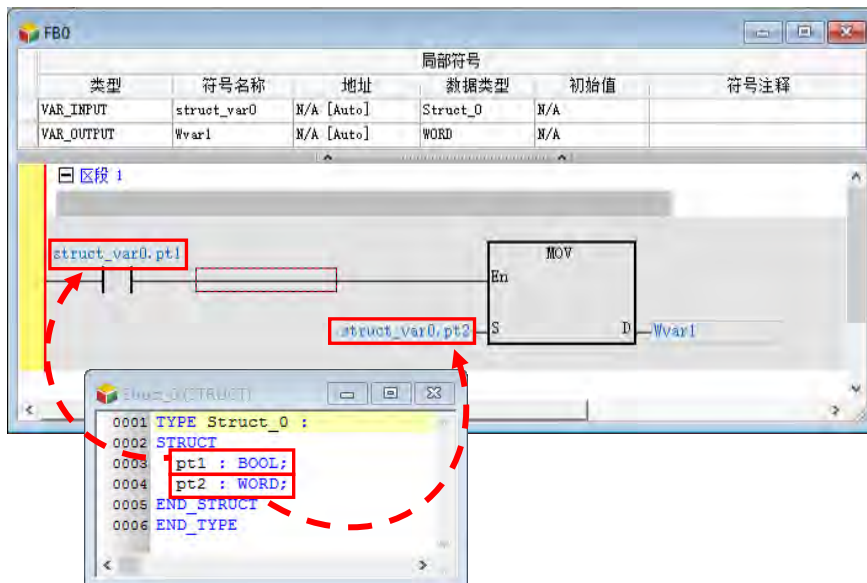 FB0
局部符号
类型 符号名称 地址 数据类型 初始值 符号注释
VAR_INPUT struct_var0 N/A [Auto] Struct_0 N/A
VAR_OUTPUT Wvar1 N/A [Auto] WORD N/A
区段 1
struct_var0.pt1
MOV
En
struct_var0.pt2 S D Wvar1
Struct_0(STRUCT)
0001 TYPE Struct_0 :
0002 STRUCT
0003 pt1 : BOOL;
0004 pt2 : WORD;
0005 END_STRUCT
0006 END_TYPE